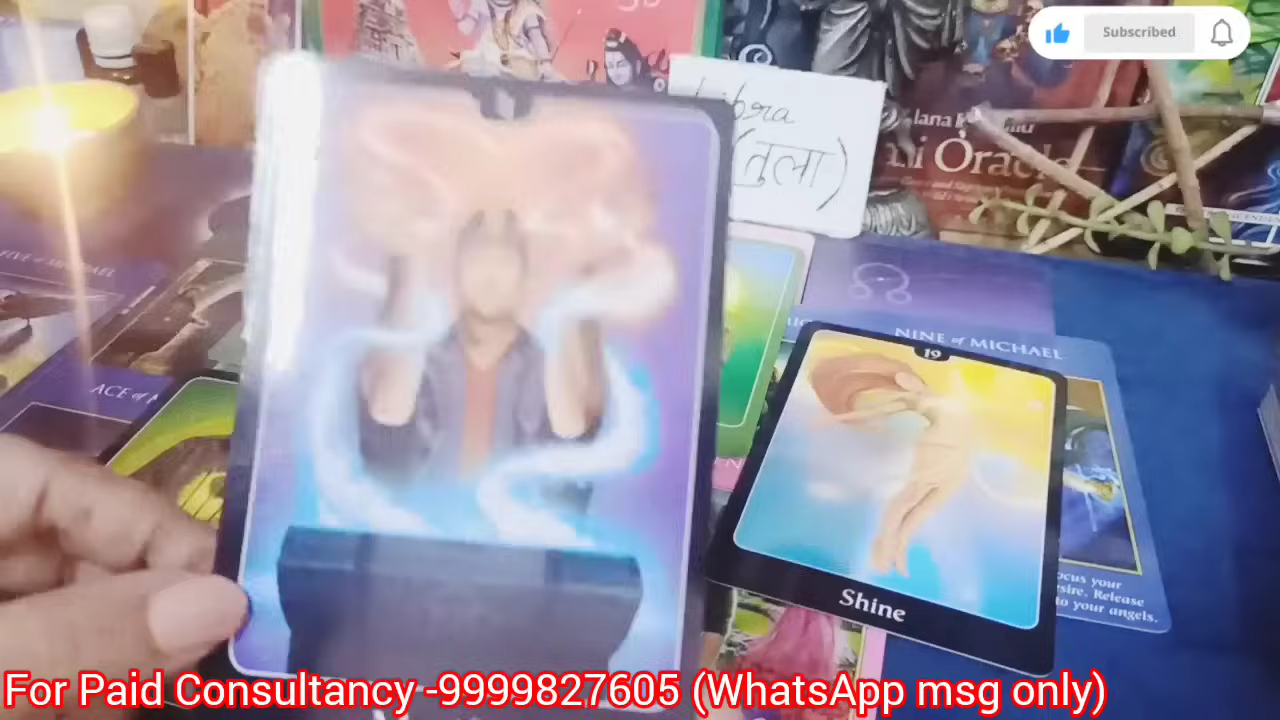 Subscribed
Libra
(तुला)
NINE of MICHAEL
19
Shine
ocus your
sire. Release
to your angels.
ACE of
For Paid Consultancy -9999827605 (WhatsApp msg only)